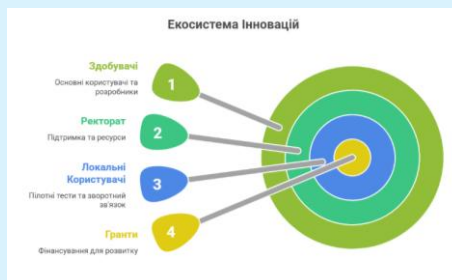 Екосистема Інновацій
Здобувачі
Основні користувачі та
розробники
1
Ректорат
Підтримка та ресурси
2
Локальні
Користувачі
Пілотні тести та зворотний
зв'язок
3
Гранти
Фінансування для розвитку
4